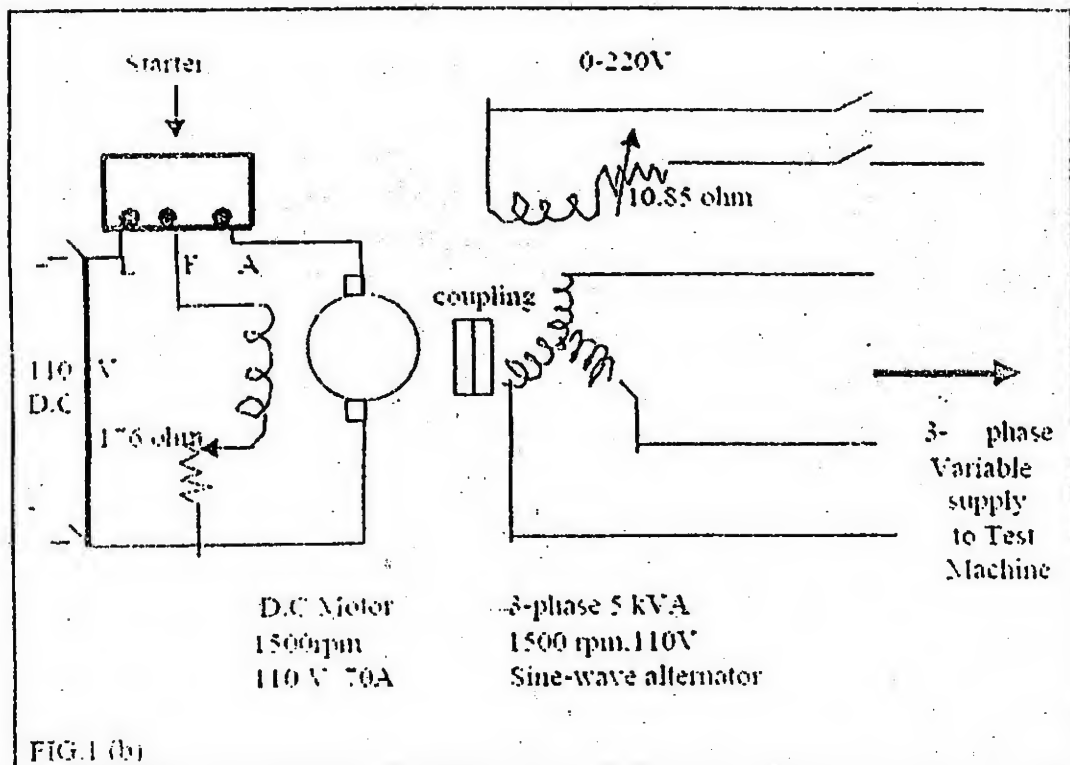 Starter
0-220V
10.85 ohm
L F A
coupling
110 V
D.C
176 ohm
3- phase
Variable
supply
to Test
Machine
D.C Motor
1500rpm
110 V 70A
3-phase 5 kVA
1500 rpm.110V
Sine-wave alternator
FIG.1 (b)